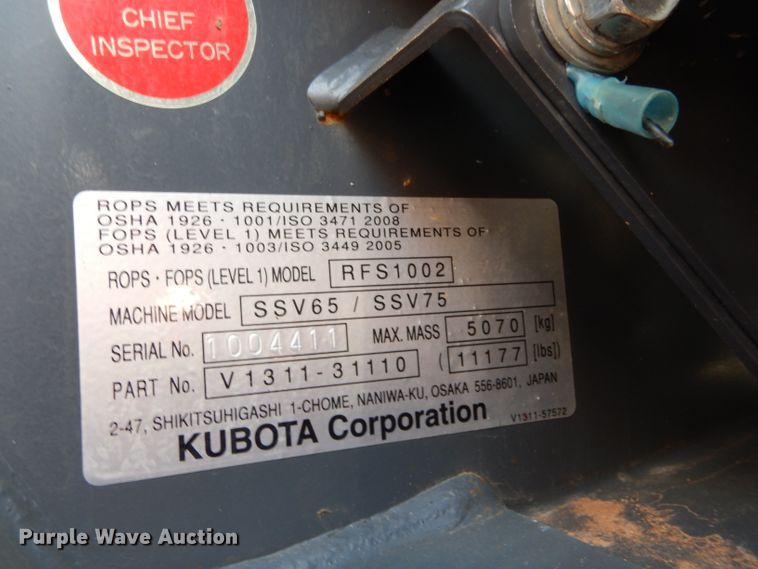 CHIEF
INSPECTOR
ROPS MEETS REQUIREMENTS OF
OSHA 1926 · 1001/ISO 3471 2008
FOPS (LEVEL 1) MEETS REQUIREMENTS OF
OSHA 1926 · 1003/ISO 3449 2005
ROPS · FOPS (LEVEL 1) MODEL RFS1002
MACHINE MODEL SSV65 / SSV75
SERIAL No. 1004411 MAX. MASS 5070 [kg]
PART No. V1311-31110 (11177 [lbs])
2-47, SHIKITSUHIGASHI 1-CHOME, NANIWA-KU, OSAKA 556-8601, JAPAN
KUBOTA Corporation V1311-57572
Purple Wave Auction